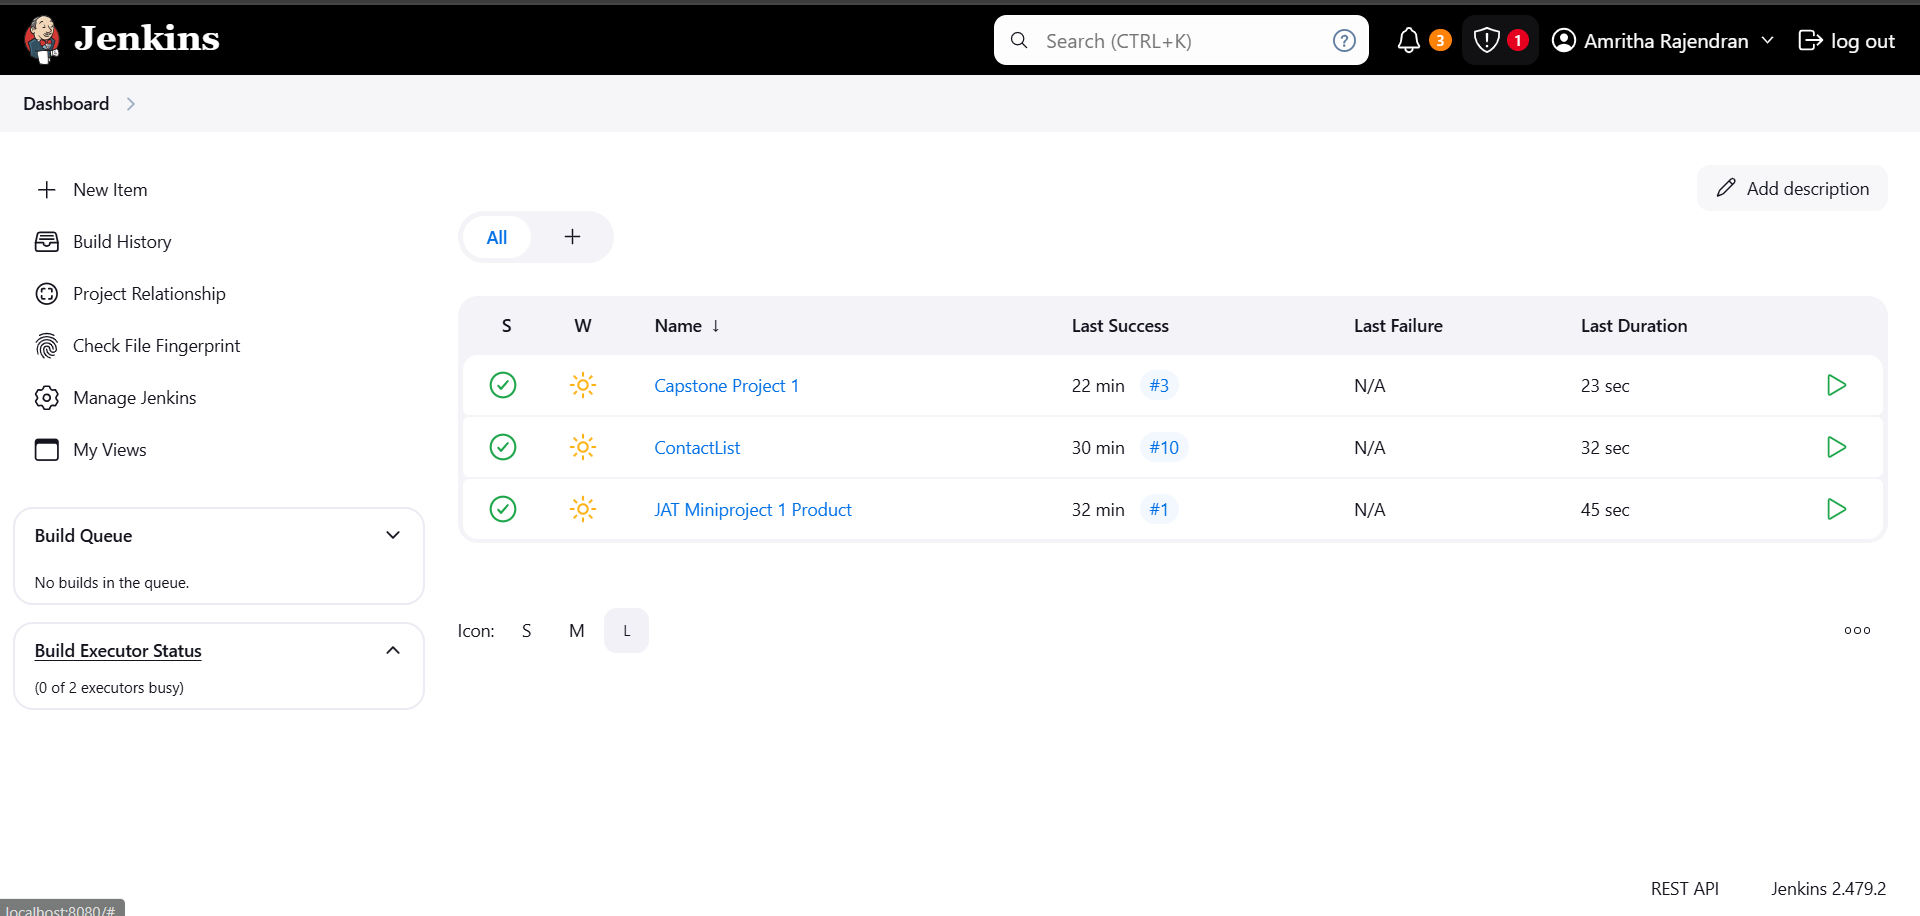 Jenkins
Search (CTRL+K)
3
1
Amritha Rajendran
log out
Dashboard
New Item
Build History
Project Relationship
Check File Fingerprint
Manage Jenkins
My Views
Build Queue
No builds in the queue.
Build Executor Status
(0 of 2 executors busy)
Add description
All
S W Name ↓ Last Success Last Failure Last Duration
Capstone Project 1 22 min #3 N/A 23 sec
ContactList 30 min #10 N/A 32 sec
JAT Miniproject 1 Product 32 min #1 N/A 45 sec
Icon: S M L
REST API
Jenkins 2.479.2
localhost:8080/#